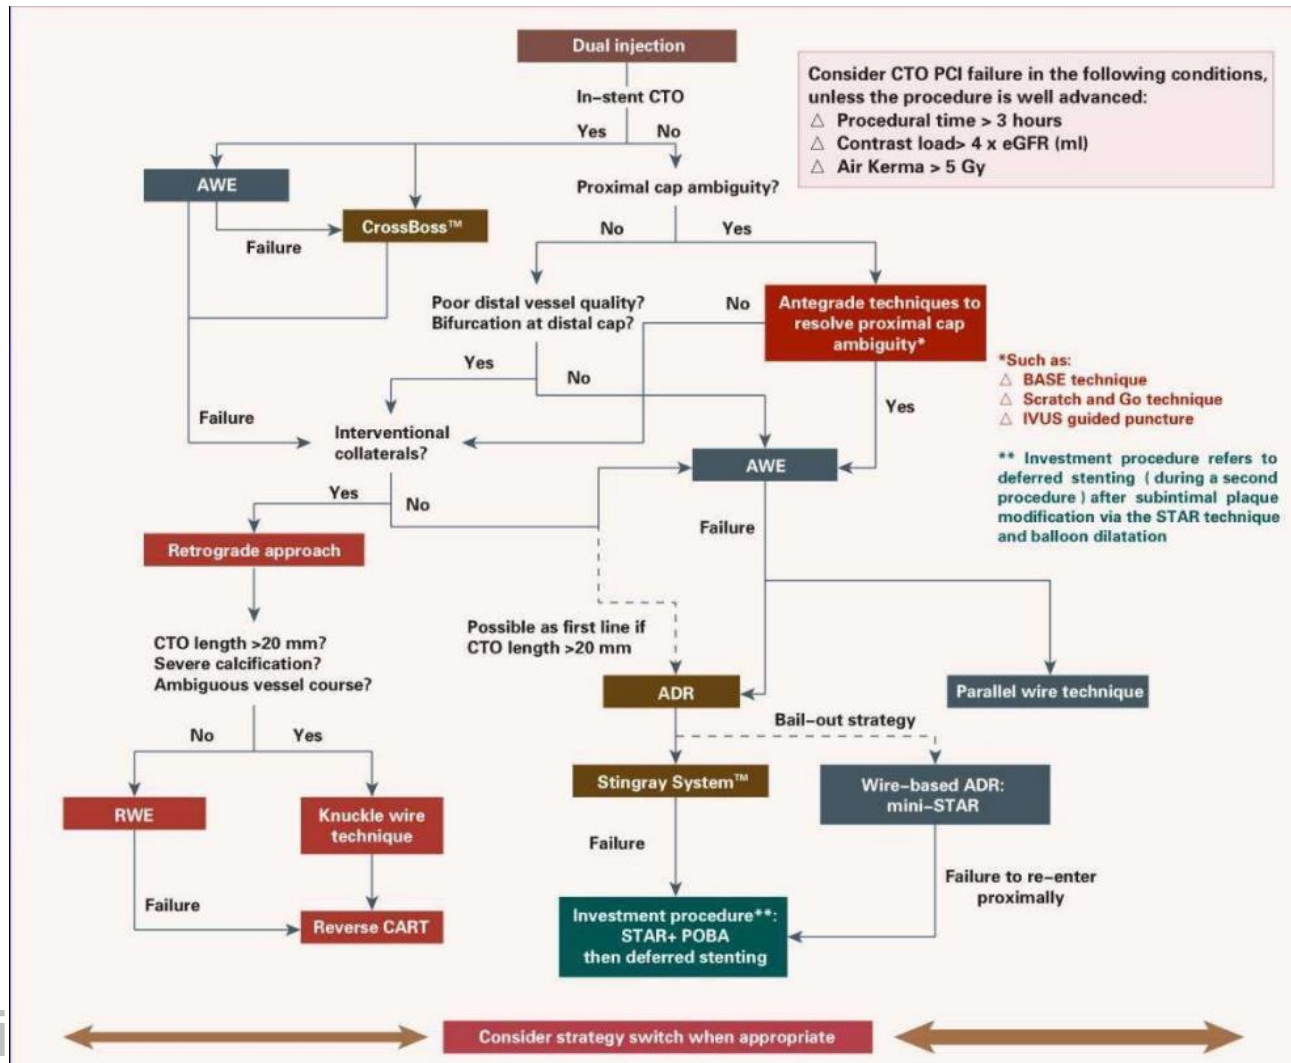 Dual injection
Consider CTO PCI failure in the following conditions,
unless the procedure is well advanced:
△ Procedural time > 3 hours
△ Contrast load> 4 x eGFR (ml)
△ Air Kerma > 5 Gy
In-stent CTO
Yes
No
AWE
Proximal cap ambiguity?
CrossBoss™
Failure
No
Yes
Poor distal vessel quality?
Bifurcation at distal cap?
No
Antegrade techniques to
resolve proximal cap
ambiguity*
*Such as:
△ BASE technique
△ Scratch and Go technique
△ IVUS guided puncture
Yes
No
Yes
Failure
Interventional
collaterals?
AWE
** Investment procedure refers to
deferred stenting ( during a second
procedure ) after subintimal plaque
modification via the STAR technique
and balloon dilatation
Yes
No
Failure
Retrograde approach
Possible as first line if
CTO length >20 mm
CTO length >20 mm?
Severe calcification?
Ambiguous vessel course?
ADR
Parallel wire technique
Bail-out strategy
No
Yes
Stingray System™
Wire-based ADR:
mini-STAR
RWE
Knuckle wire
technique
Failure
Failure to re-enter
proximally
Failure
Reverse CART
Investment procedure**:
STAR+ POBA
then deferred stenting
Consider strategy switch when appropriate